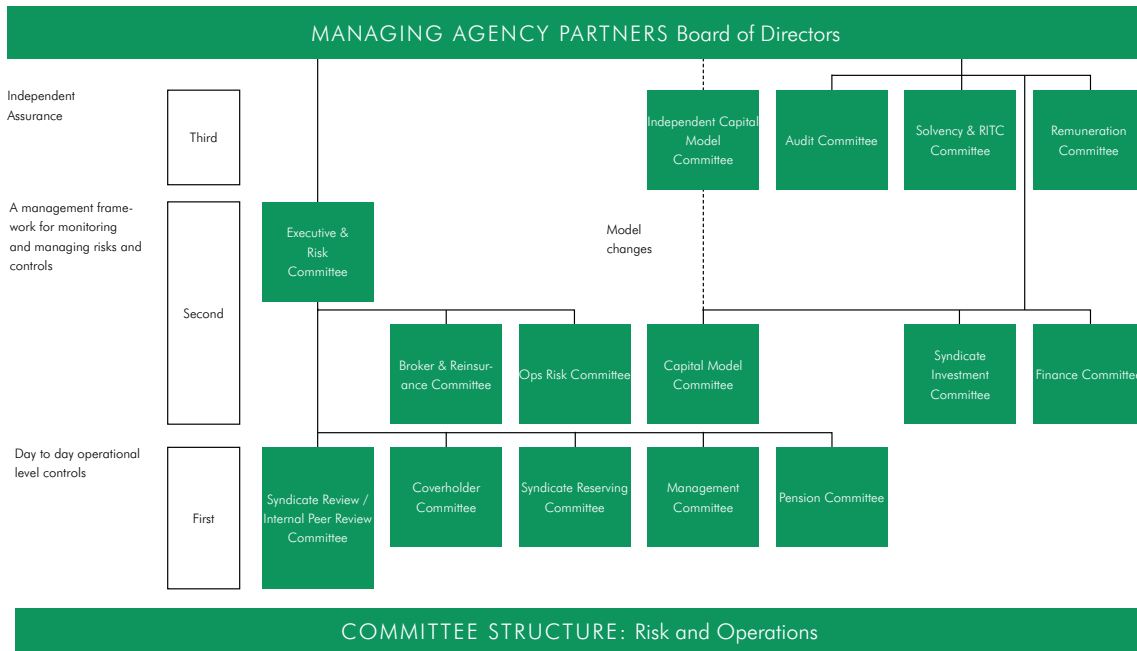 MANAGING AGENCY PARTNERS Board of Directors
Independent
Assurance
Third
Independent Capital
Model
Committee
Audit Committee
Solvency & RITC
Committee
Remuneration
Committee
A management frame-
work for monitoring
and managing risks and
controls
Second
Executive &
Risk
Committee
Model
changes
Broker & Reinsur-
ance Committee
Ops Risk Committee
Capital Model
Committee
Syndicate
Investment
Committee
Finance Committee
Day to day operational
level controls
First
Syndicate Review /
Internal Peer Review
Committee
Coverholder
Committee
Syndicate Reserving
Committee
Management
Committee
Pension Committee
COMMITTEE STRUCTURE: Risk and Operations